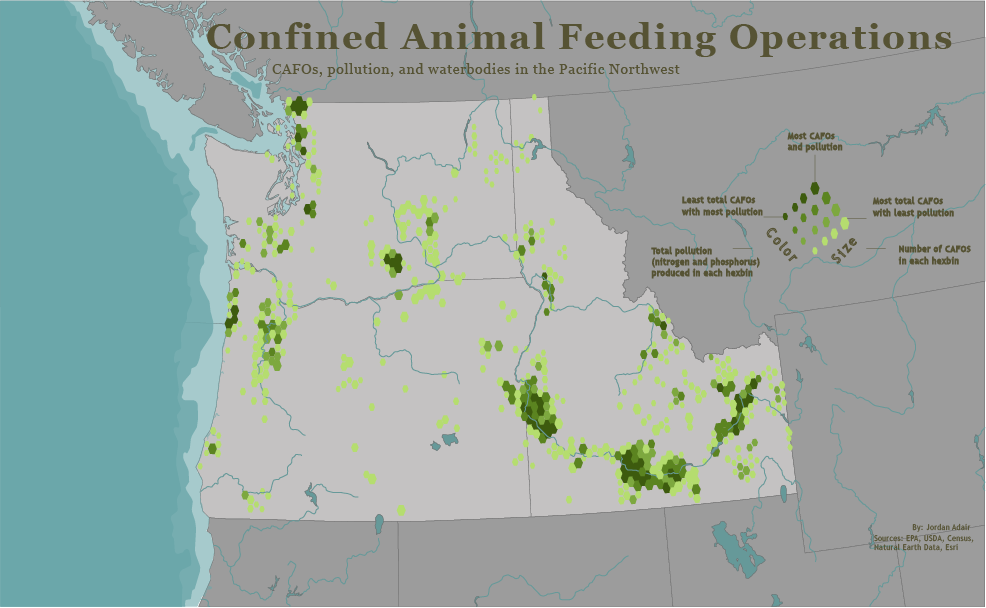 Confined Animal Feeding Operations
CAFOs, pollution, and waterbodies in the Pacific Northwest
Most CAFOs
and pollution
Least total CAFOs
with most pollution
Most total CAFOs
with least pollution
Color
Size
Total pollution
(nitrogen and phosphorus)
produced in each hexbin
Number of CAFOs
in each hexbin
By: Jordan Adair
Sources: EPA, USDA, Census,
Natural Earth Data, Esri